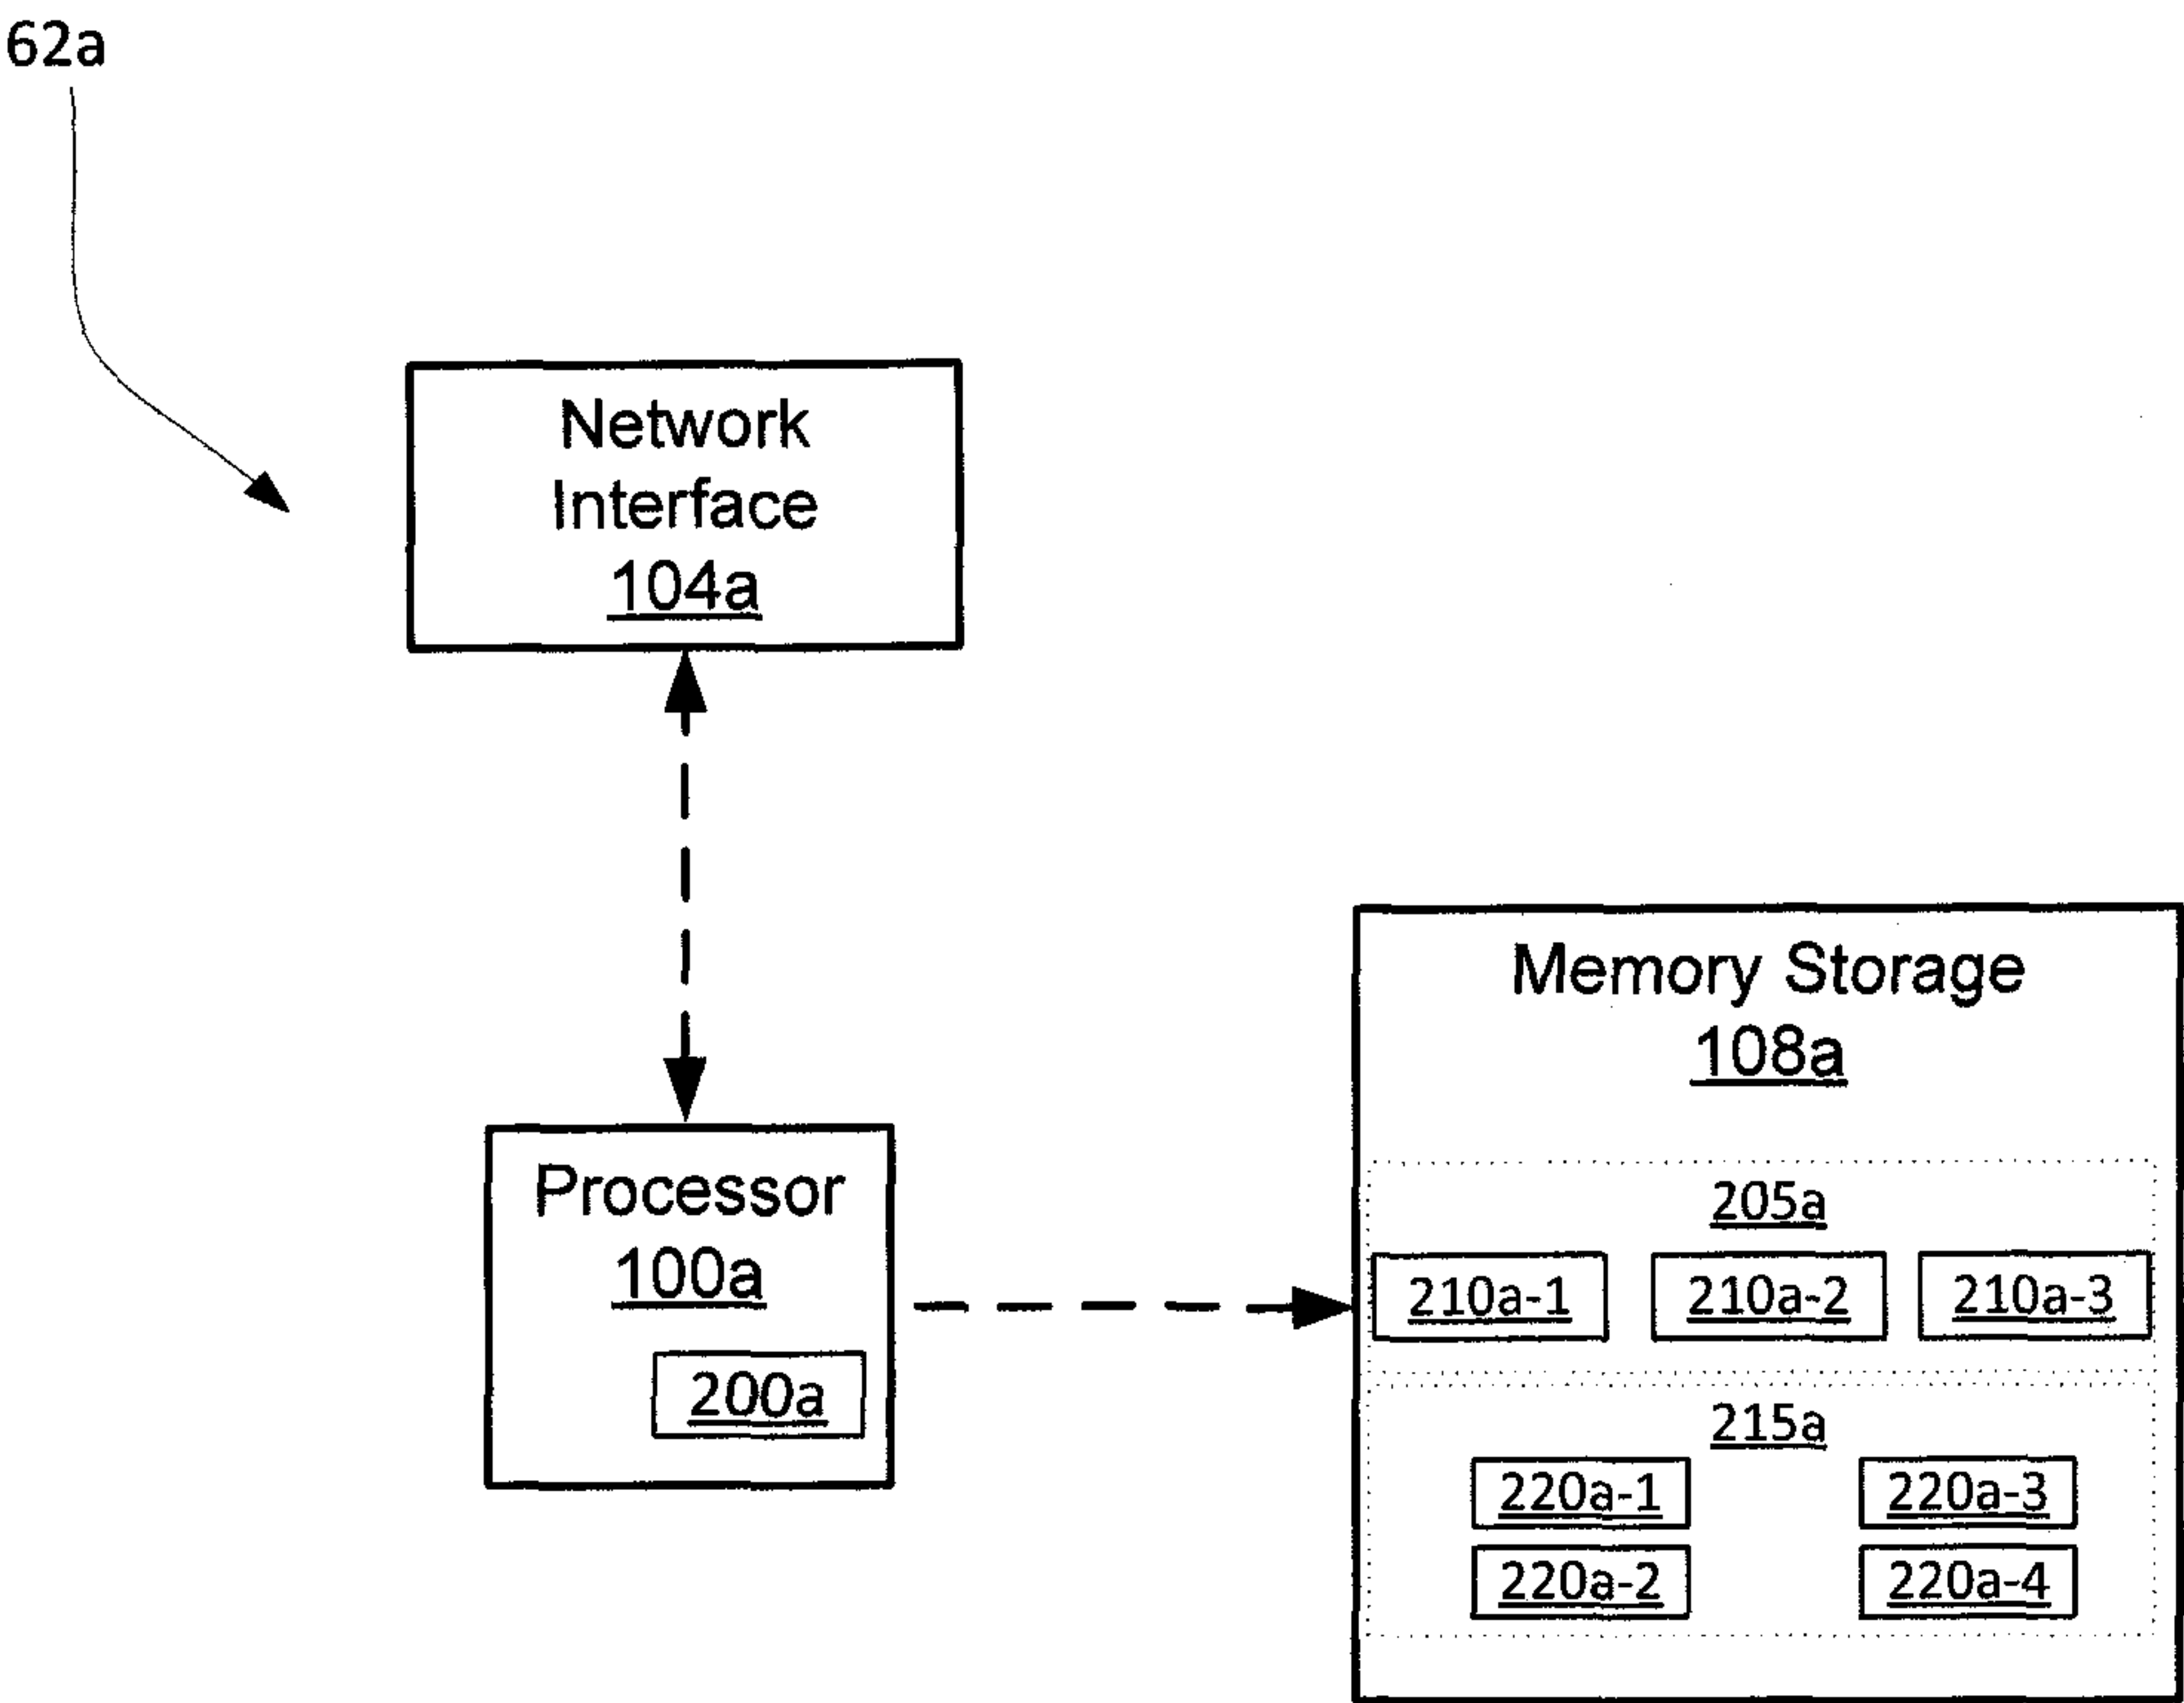 62a
Network
Interface
104a
Processor
100a
200a
Memory Storage
108a
205a
210a-1 210a-2 210a-3
215a
220a-1 220a-3
220a-2 220a-4